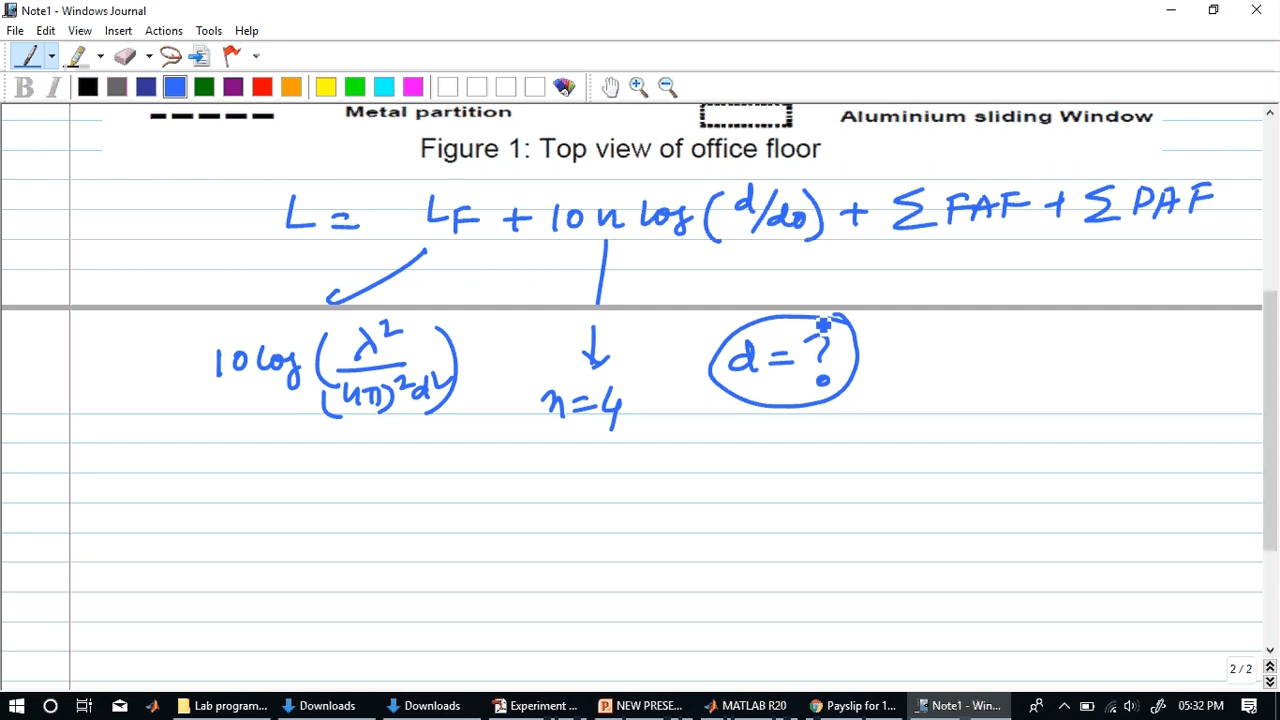 Note1 - Windows Journal
File Edit View Insert Actions Tools Help
B I
Metal partition
Aluminium sliding Window
Figure 1: Top view of office floor
L = LF + 10 n log (d/d0) + Σ FAF + Σ PAF
10 log (λ² / (4π)² d²)
n = 4
d = ?
2 / 2
Lab program... Downloads Downloads Experiment ... NEW PRESE... MATLAB R20 Payslip for 1... Note1 - Win... 05:32 PM